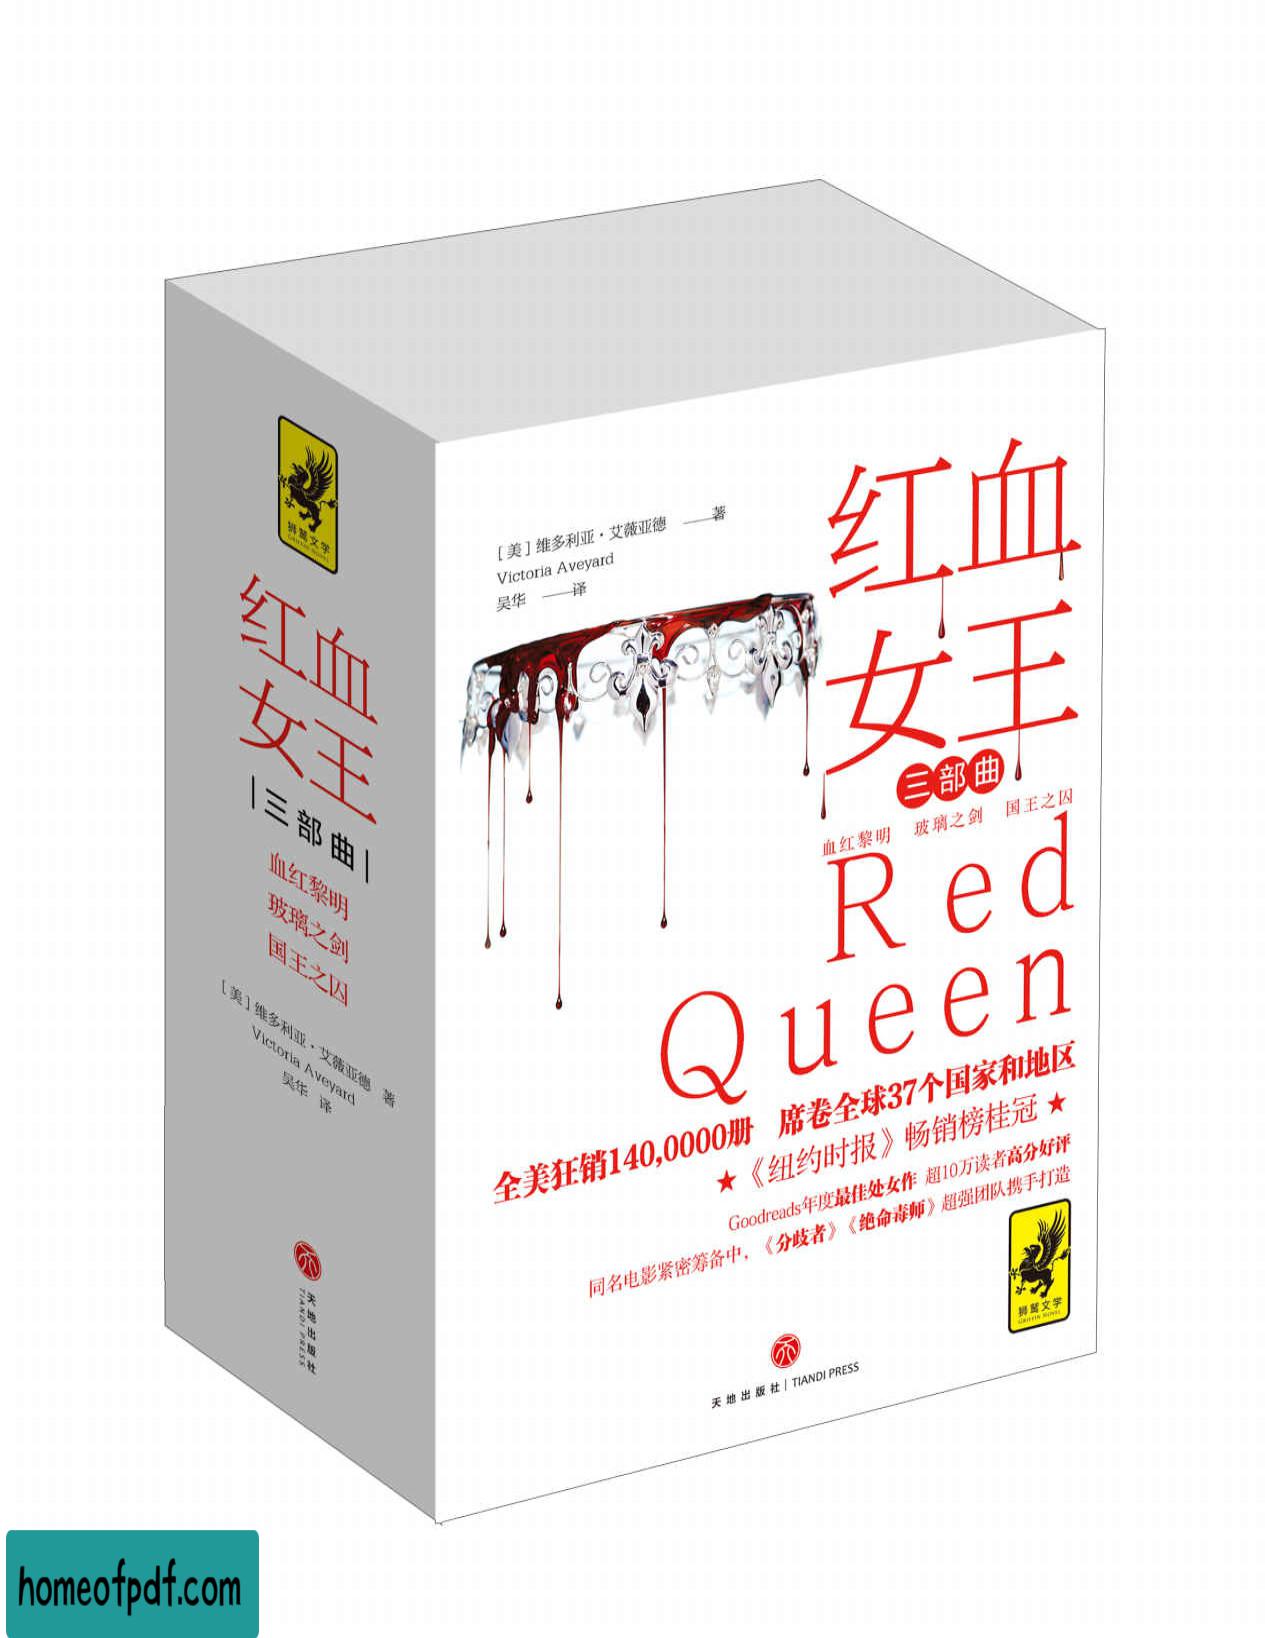 狮鹫文学
GRIFFIN NOVEL
红血
女王
三部曲
血红黎明
玻璃之剑
国王之囚
[美]维多利亚·艾薇亚德 著
Victoria Aveyard
吴华 译
天地出版社
TIANDI PRESS
[美]维多利亚·艾薇亚德 ——著
Victoria Aveyard
吴华 ——译
红血
女王
三部曲
血红黎明 玻璃之剑 国王之囚
Red
Queen
全美狂销140,0000册 席卷全球37个国家和地区
★《纽约时报》畅销榜桂冠★
Goodreads年度最佳处女作 超10万读者高分好评
同名电影紧密筹备中，《分歧者》《绝命毒师》超强团队携手打造
狮鹫文学
GRIFFIN NOVEL
天地出版社 | TIANDI PRESS
homeofpdf.com